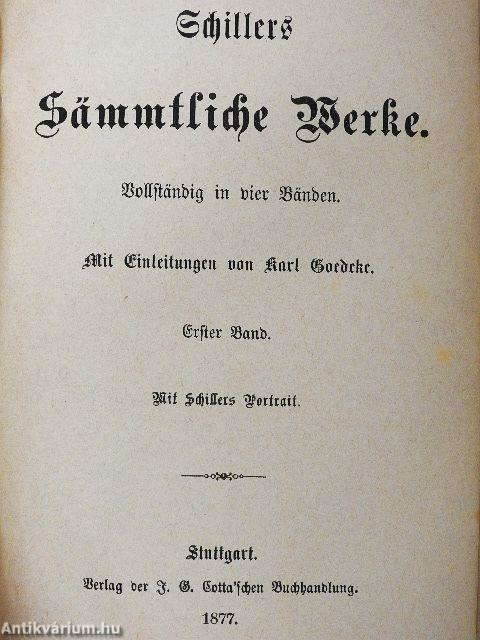 Schillers
Sämmtliche Werke.
Vollständig in vier Bänden.
Mit Einleitungen von Karl Goedeke.
Erster Band.
Mit Schillers Portrait.
Stuttgart.
Verlag der J. G. Cotta'schen Buchhandlung.
1877.
Antikvárium.hu